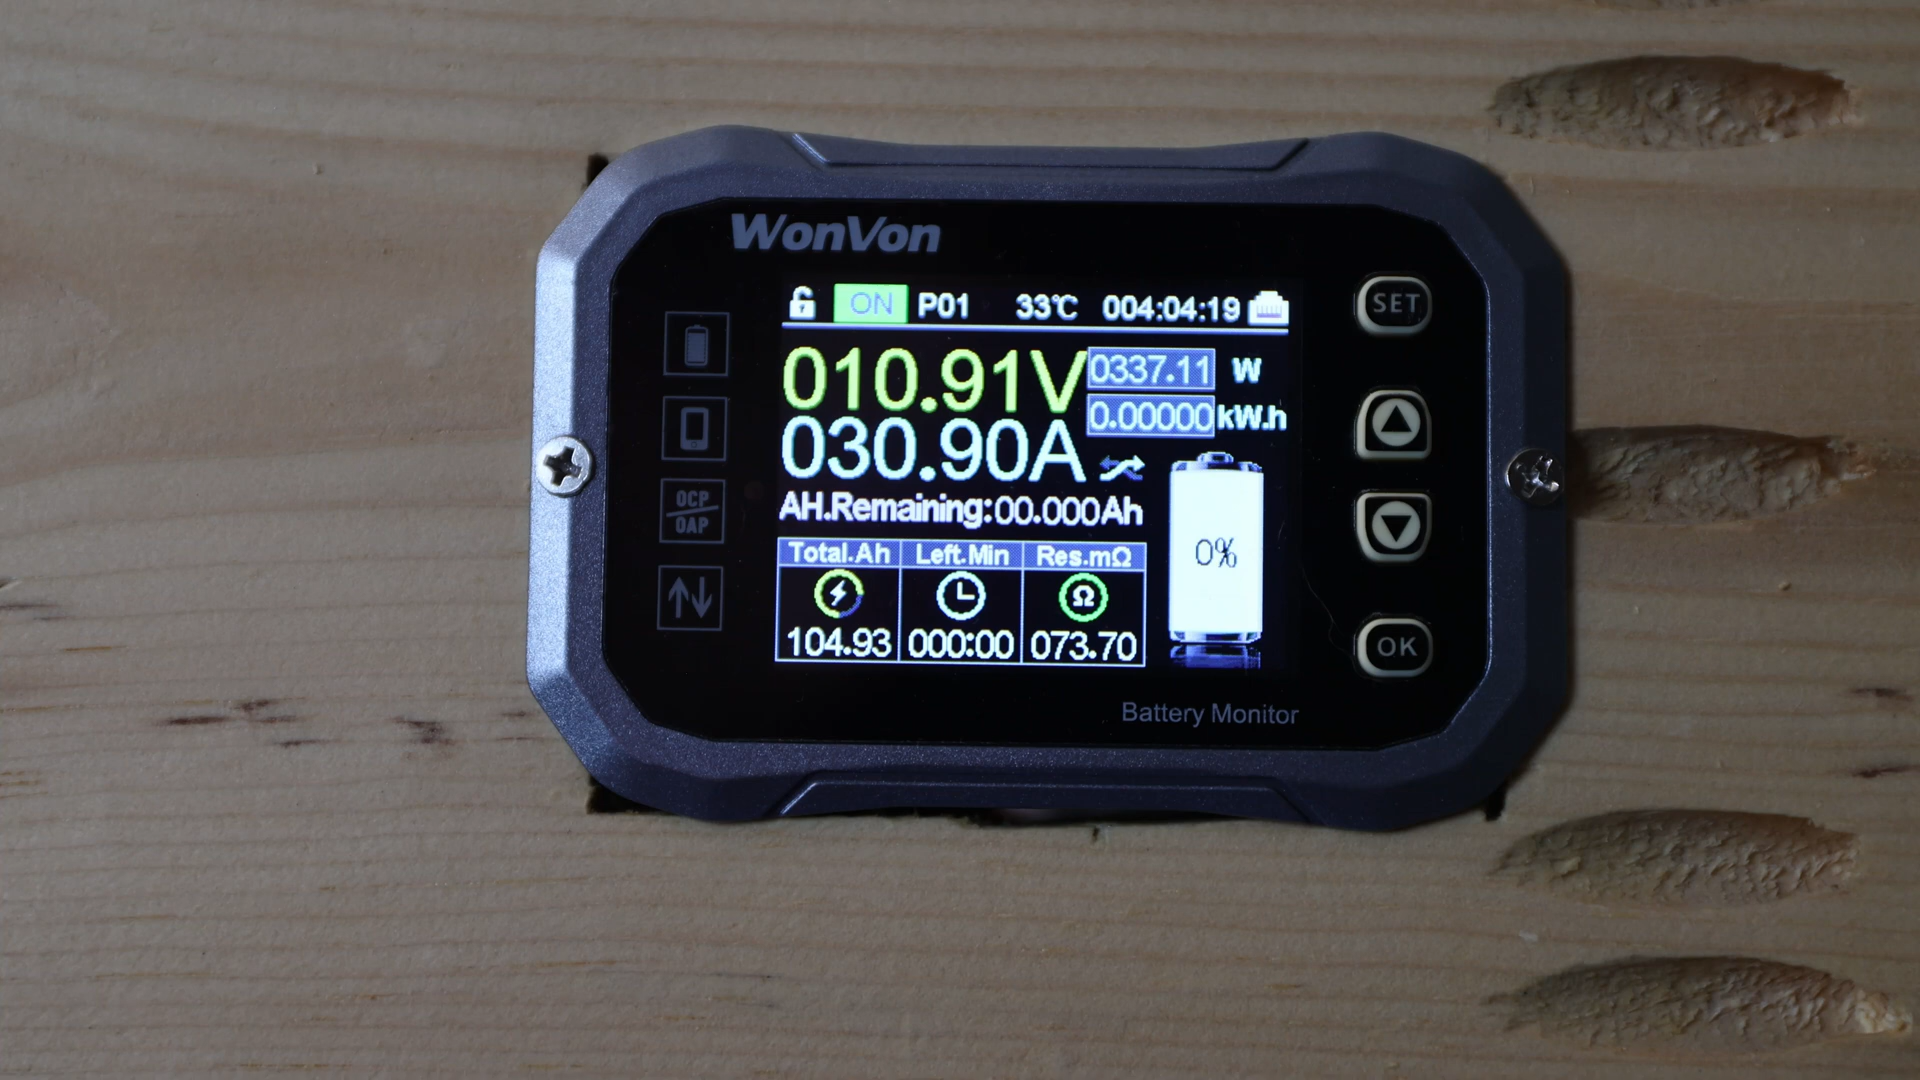 WonVon
ON P01 33℃ 004:04:19
010.91V 0337.11 W
0.00000 kW.h
030.90A
AH.Remaining:00.000Ah
Total.Ah Left.Min Res.mΩ
Ω
104.93 000:00 073.70
0%
OCP
OAP
SET
OK
Battery Monitor